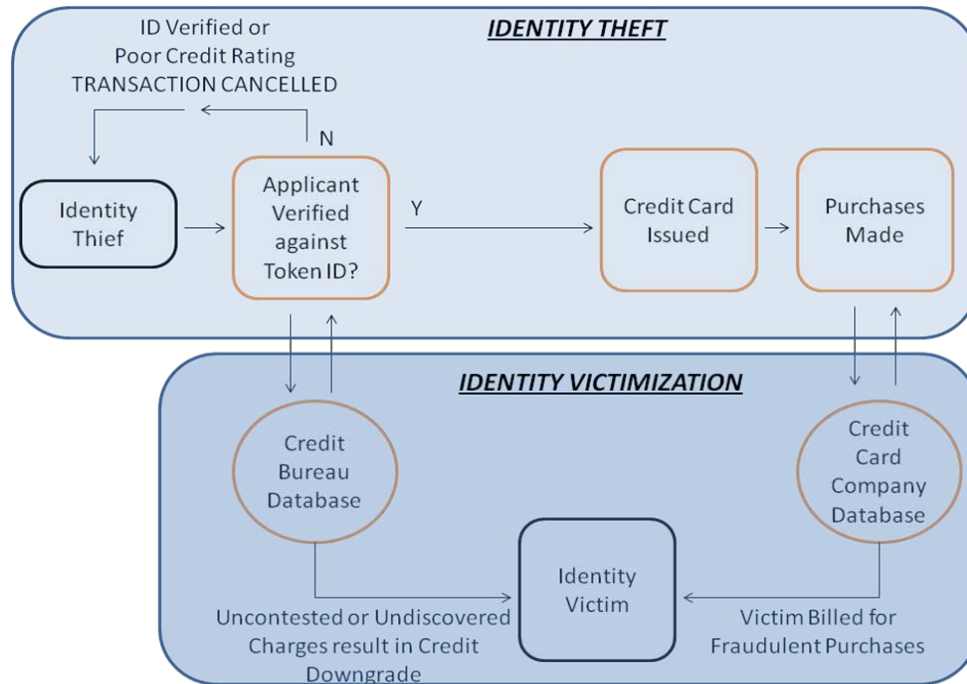 IDENTITY THEFT
ID Verified or
Poor Credit Rating
TRANSACTION CANCELLED
N
Identity
Thief
Applicant
Verified
against
Token ID?
Y
Credit Card
Issued
Purchases
Made
IDENTITY VICTIMIZATION
Credit
Bureau
Database
Credit
Card
Company
Database
Identity
Victim
Uncontested or Undiscovered
Charges result in Credit
Downgrade
Victim Billed for
Fraudulent Purchases